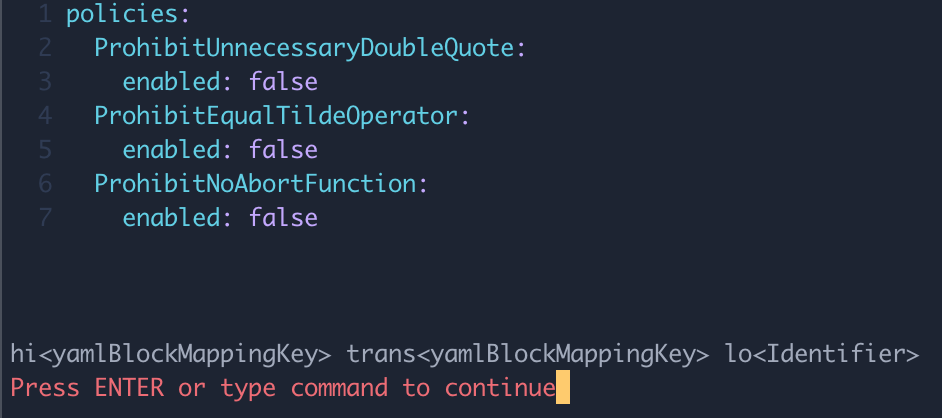 1 policies:
2   ProhibitUnnecessaryDoubleQuote:
3     enabled: false
4   ProhibitEqualTildeOperator:
5     enabled: false
6   ProhibitNoAbortFunction:
7     enabled: false
hi<yamlBlockMappingKey> trans<yamlBlockMappingKey> lo<Identifier>
Press ENTER or type command to continue